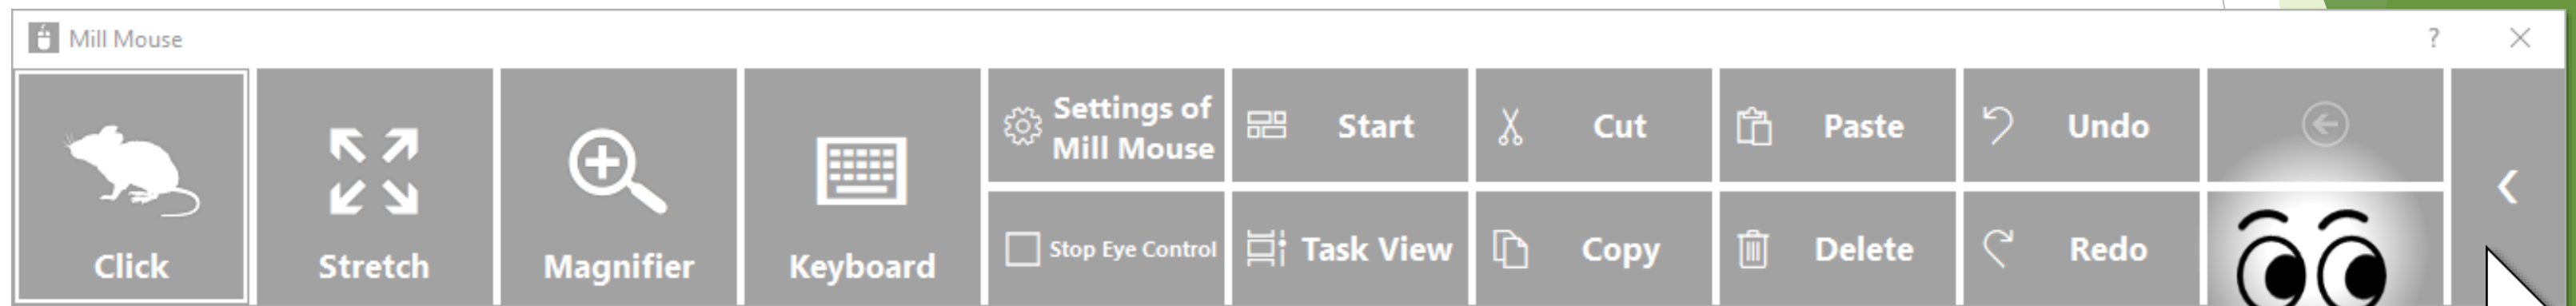 Mill Mouse
?
Click
Stretch
Magnifier
Keyboard
Settings of
Mill Mouse
Start
Cut
Paste
Undo
Stop Eye Control
Task View
Copy
Delete
Redo